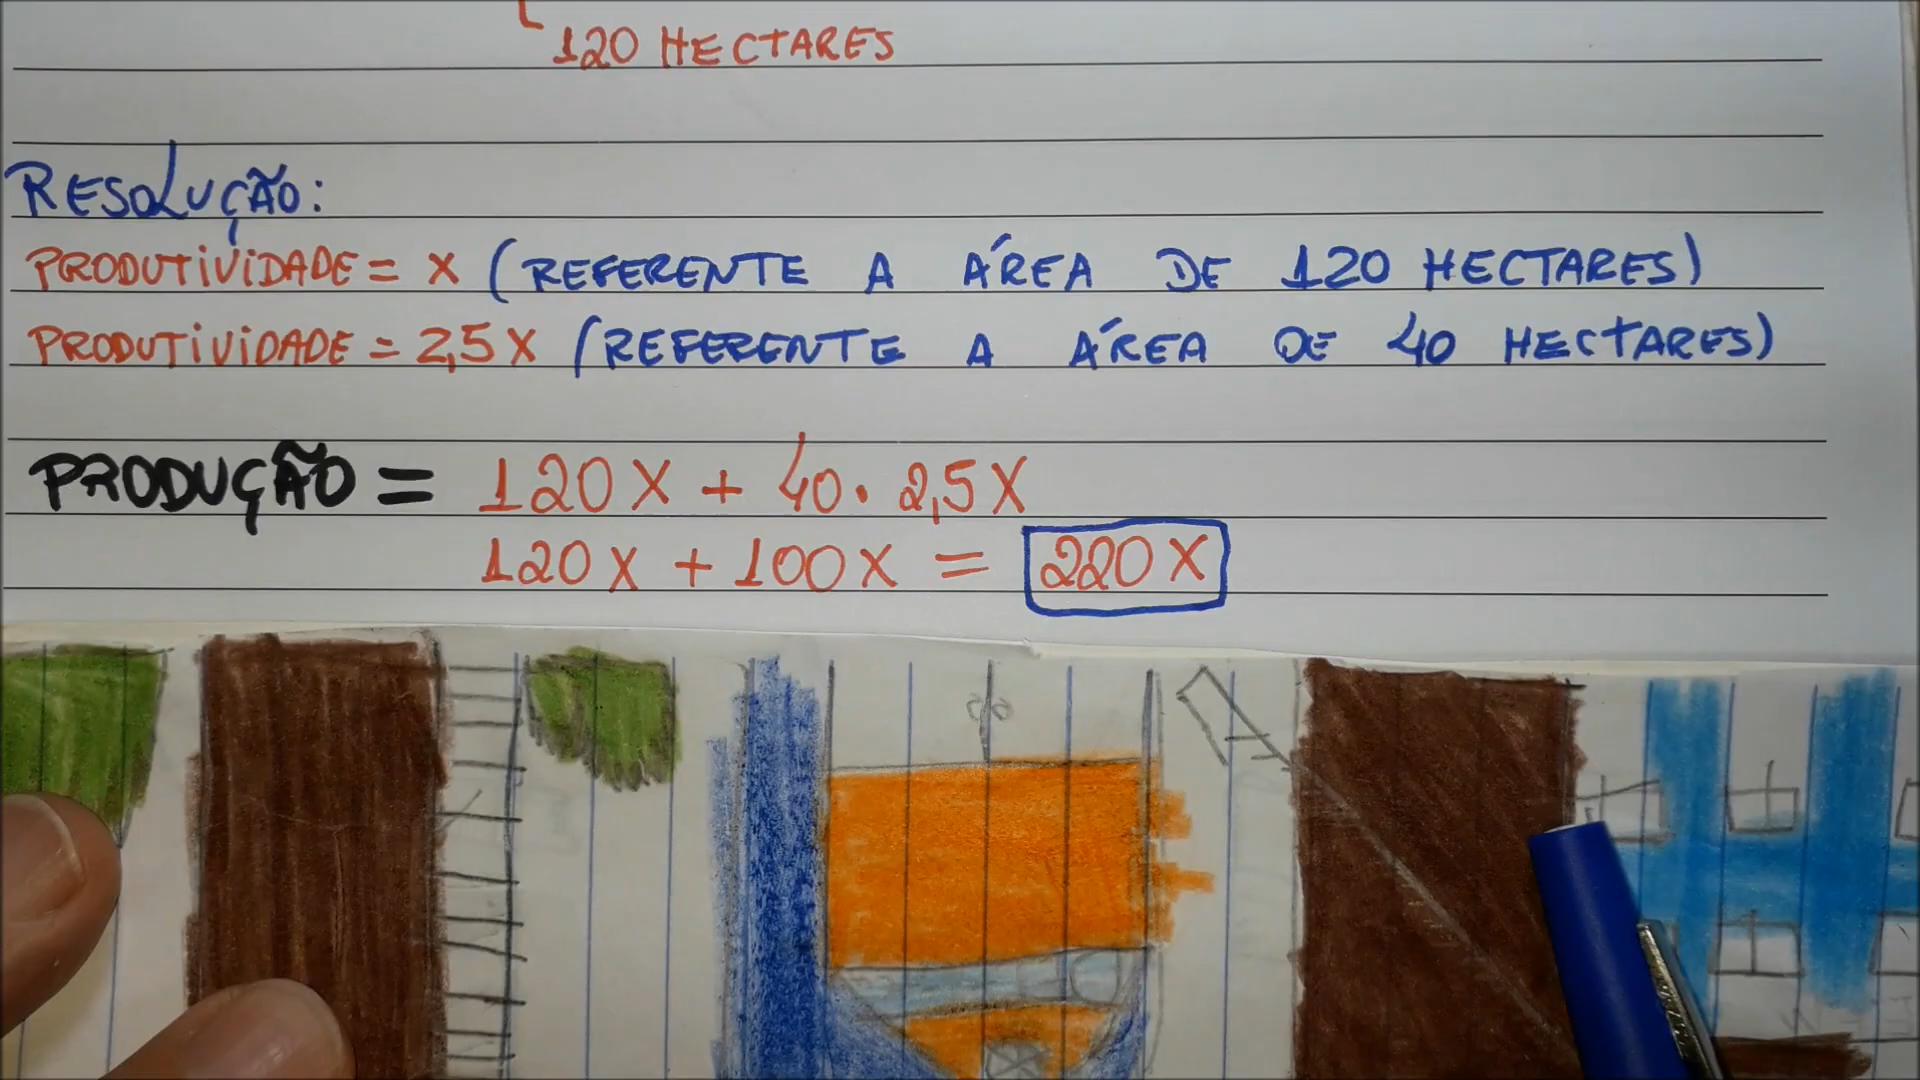 120 HECTARES
RESOLUÇÃO:
PRODUTIVIDADE = X (REFERENTE A ÁREA DE 120 HECTARES)
PRODUTIVIDADE = 2,5X (REFERENTE A ÁREA DE 40 HECTARES)
PRODUÇÃO = 120X + 40 · 2,5X
120X + 100X = 220X